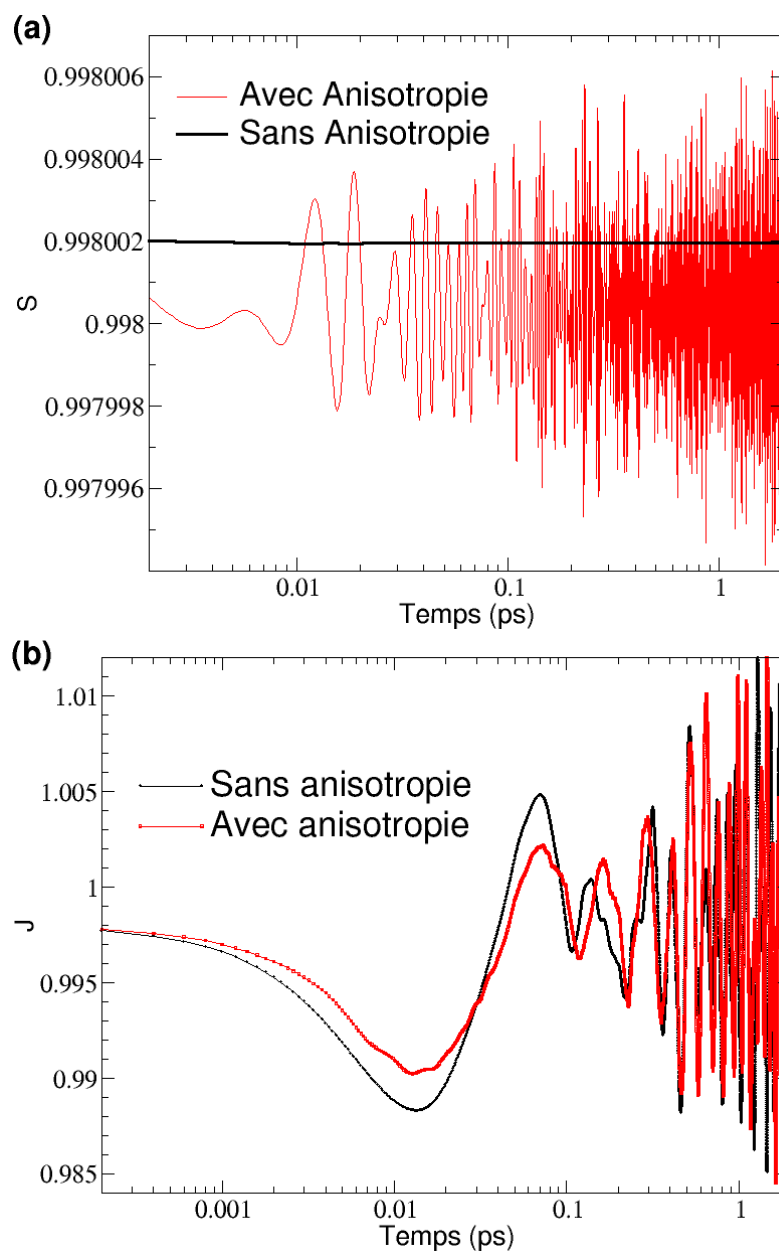 (a)
0.998006
Avec Anisotropie
Sans Anisotropie
0.998004
0.998002
S
0.998
0.997998
0.997996
0.01
0.1
1
Temps (ps)
(b)
1.01
Sans anisotropie
1.005
Avec anisotropie
1
J
0.995
0.99
0.985
0.001
0.01
0.1
1
Temps (ps)